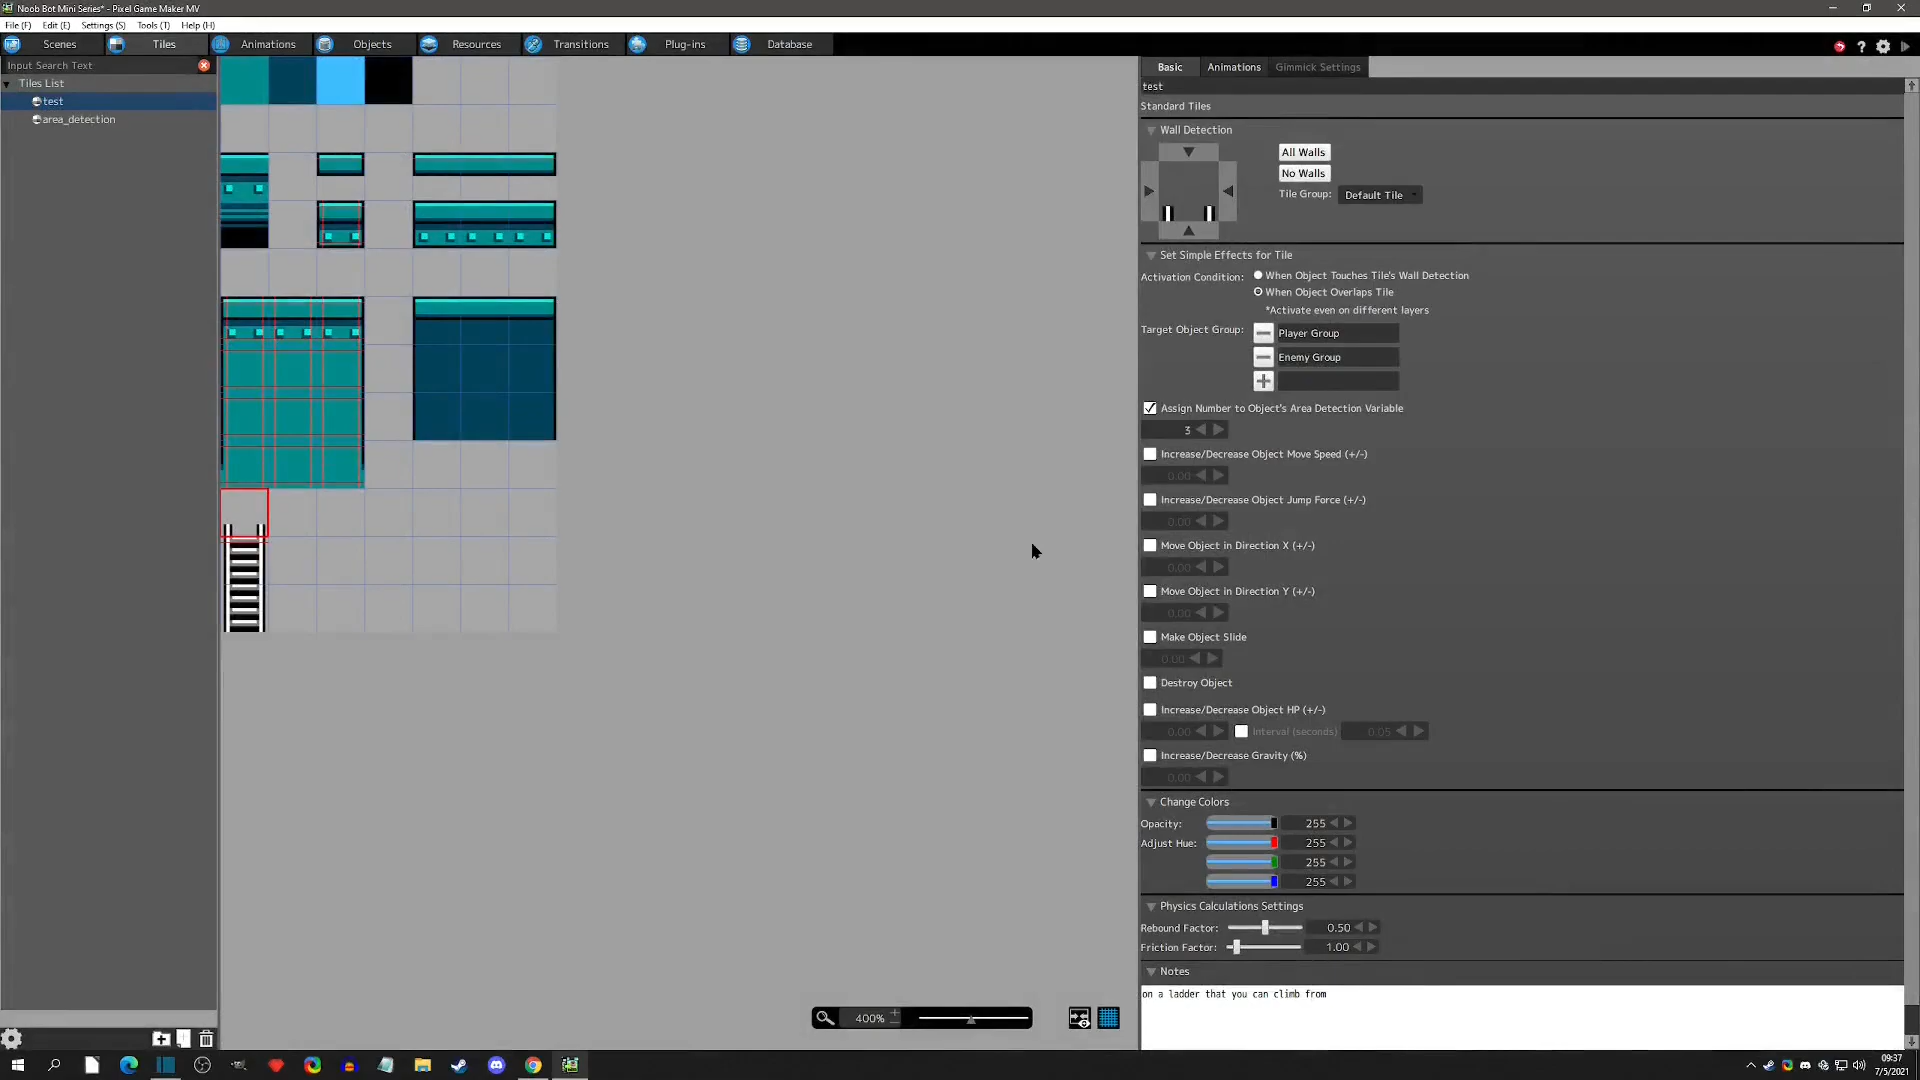 Noob Bot Mini Series* - Pixel Game Maker MV
File (F) Edit (E) Settings (S) Tools (T) Help (H)
Scenes Tiles Animations Objects Resources Transitions Plug-ins Database
Input Search Text
Tiles List
test
area_detection
Basic Animations Gimmick Settings
test
Standard Tiles
Wall Detection
All Walls
No Walls
Tile Group: Default Tile
Set Simple Effects for Tile
Activation Condition: When Object Touches Tile's Wall Detection
When Object Overlaps Tile
*Activate even on different layers
Target Object Group: Player Group
Enemy Group
Assign Number to Object's Area Detection Variable
3
Increase/Decrease Object Move Speed (+/-)
0.00
Increase/Decrease Object Jump Force (+/-)
0.00
Move Object in Direction X (+/-)
0.00
Move Object in Direction Y (+/-)
0.00
Make Object Slide
0.00
Destroy Object
Increase/Decrease Object HP (+/-)
0.00 Interval (seconds) 0.05
Increase/Decrease Gravity (%)
0.00
Change Colors
Opacity: 255
Adjust Hue: 255
255
255
Physics Calculations Settings
Rebound Factor: 0.50
Friction Factor: 1.00
Notes
on a ladder that you can climb from
400%
09:37
7/5/2021